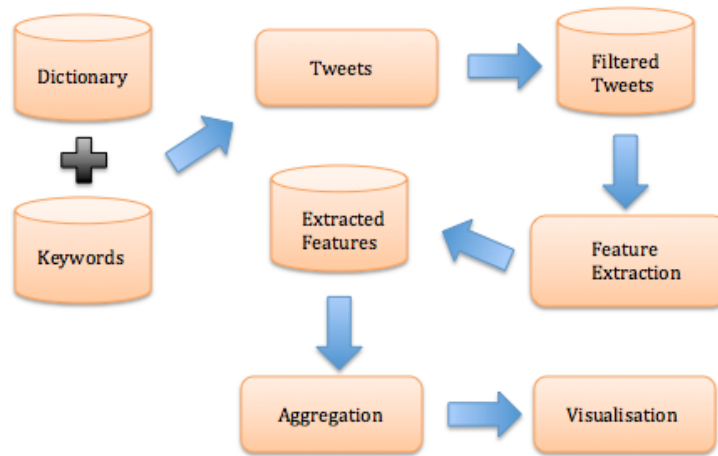 Dictionary
Tweets
Filtered
Tweets
Keywords
Extracted
Features
Feature
Extraction
Aggregation
Visualisation